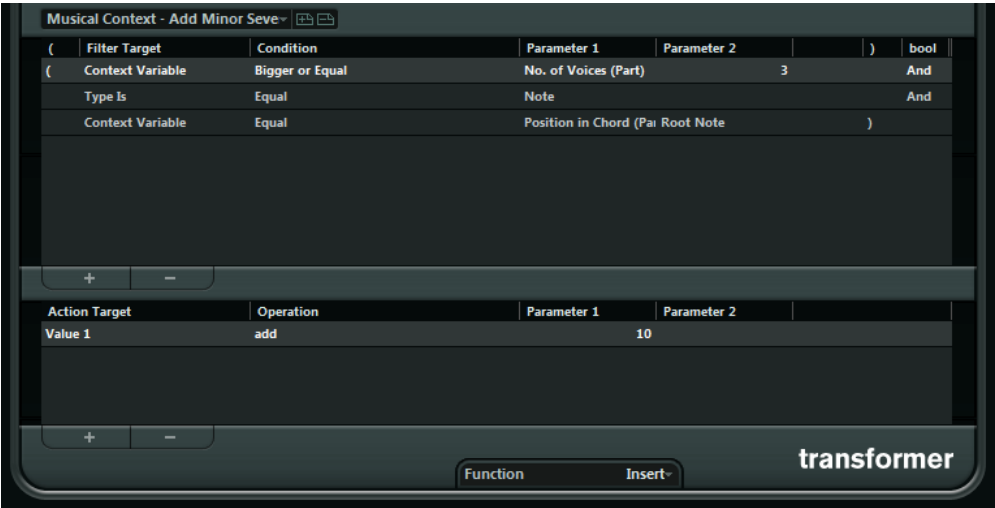 Musical Context - Add Minor Seve
( Filter Target Condition Parameter 1 Parameter 2 ) bool
( Context Variable Bigger or Equal No. of Voices (Part) 3 And
Type Is Equal Note And
Context Variable Equal Position in Chord (Pa Root Note )
+ −
Action Target Operation Parameter 1 Parameter 2
Value 1 add 10
+ −
transformer
Function Insert